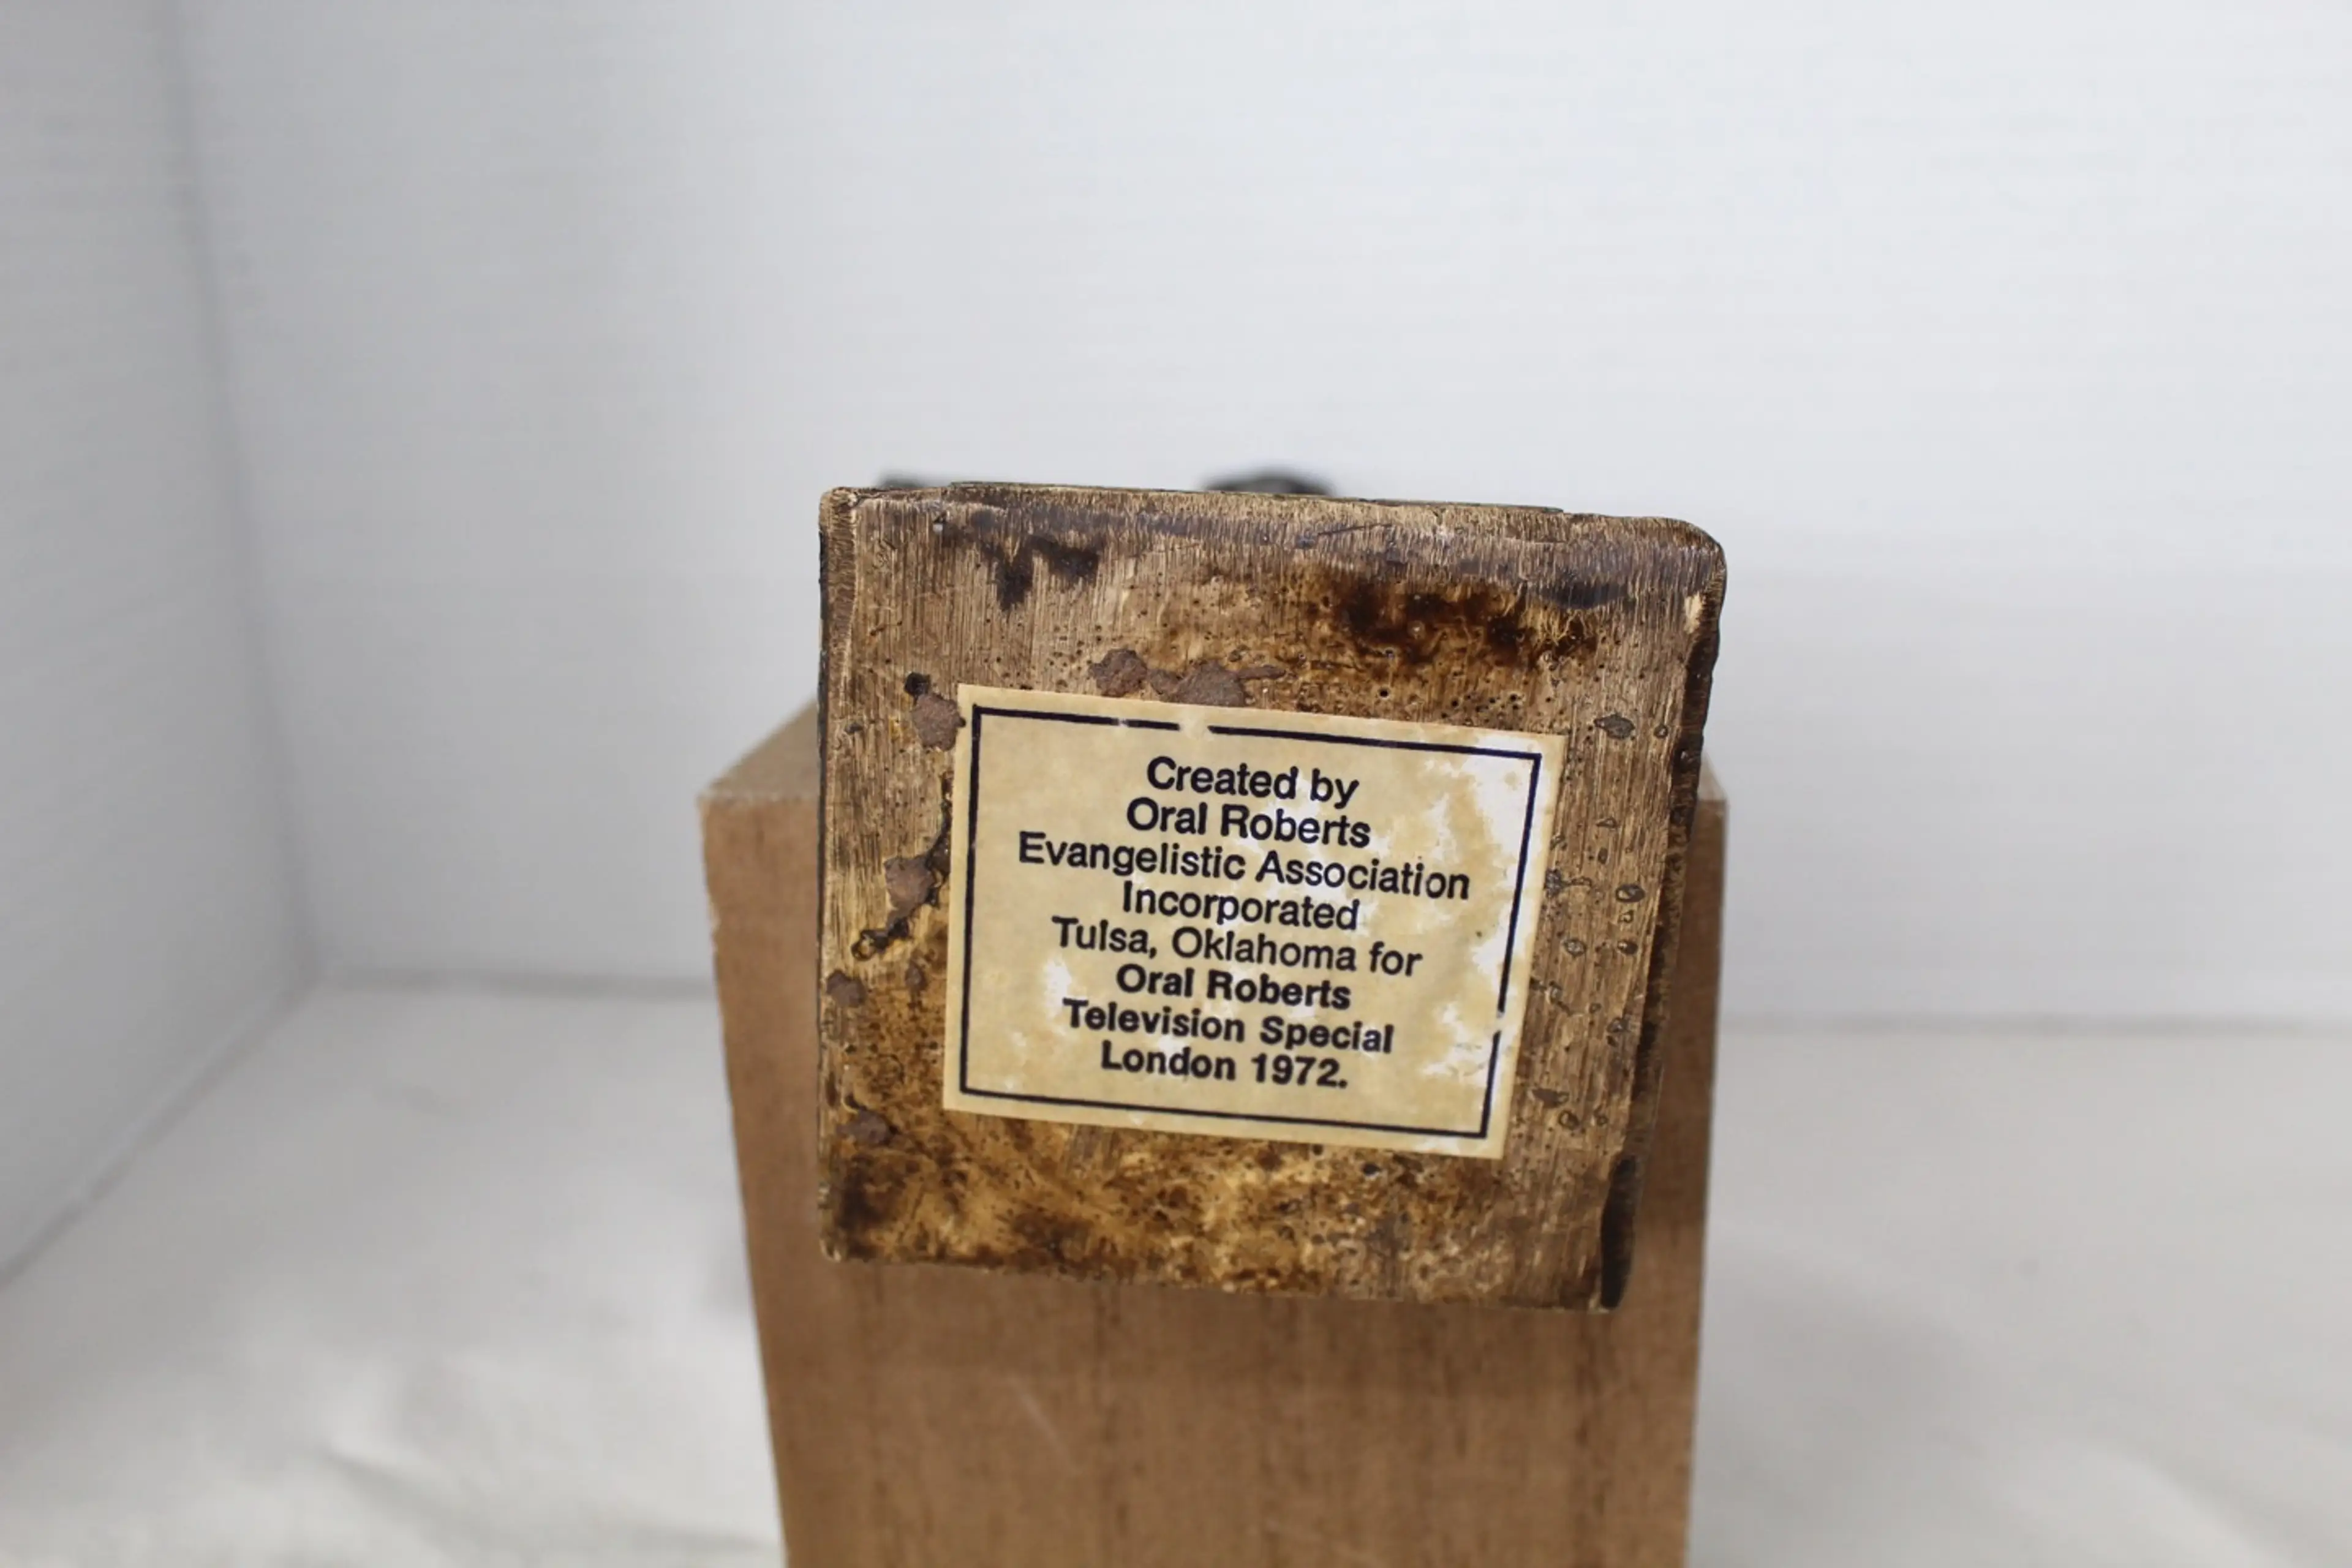 Created by
Oral Roberts
Evangelistic Association
Incorporated
Tulsa, Oklahoma for
Oral Roberts
Television Special
London 1972.